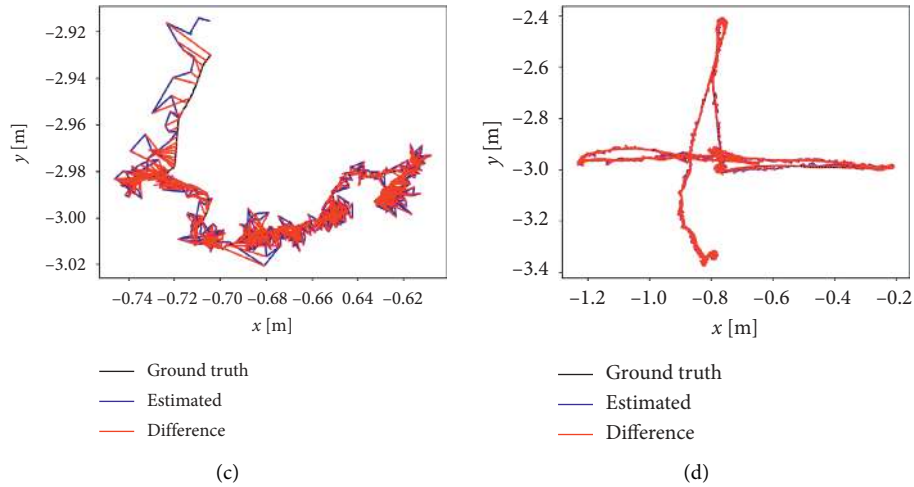 y [m]
–2.92
–2.94
–2.96
–2.98
–3.00
–3.02
–0.74 –0.72 –0.70 –0.68 –0.66 0.64 –0.62
x [m]
Ground truth
Estimated
Difference
(c)
y [m]
–2.4
–2.6
–2.8
–3.0
–3.2
–3.4
–1.2 –1.0 –0.8 –0.6 –0.4 –0.2
x [m]
Ground truth
Estimated
Difference
(d)